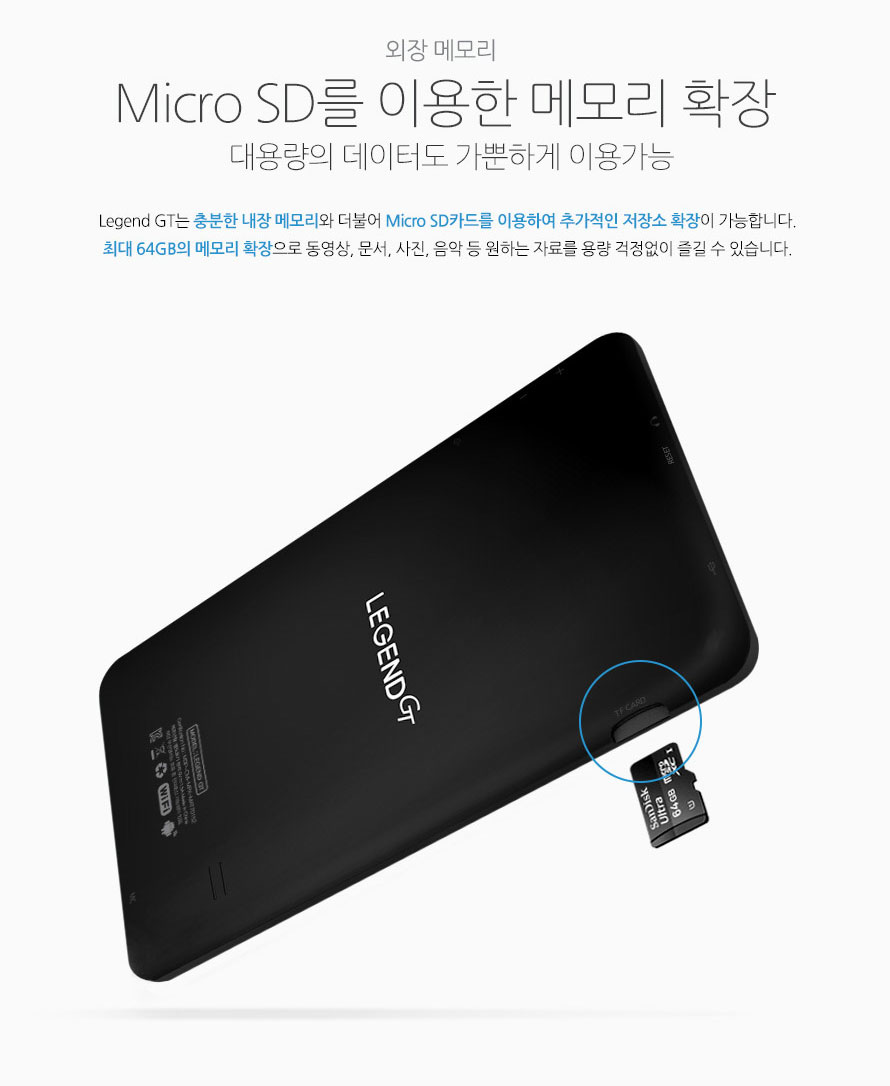 외장 메모리
Micro SD를 이용한 메모리 확장
대용량의 데이터도 가뿐하게 이용가능
Legend GT는 충분한 내장 메모리와 더불어 Micro SD카드를 이용하여 추가적인 저장소 확장이 가능합니다.
최대 64GB의 메모리 확장으로 동영상, 문서, 사진, 음악 등 원하는 자료를 용량 걱정없이 즐길 수 있습니다.
RESET
LEGEND GT
TF CARD
MODEL : LEGEND GT
WIFI
MIC
SanDisk
Ultra
64GB